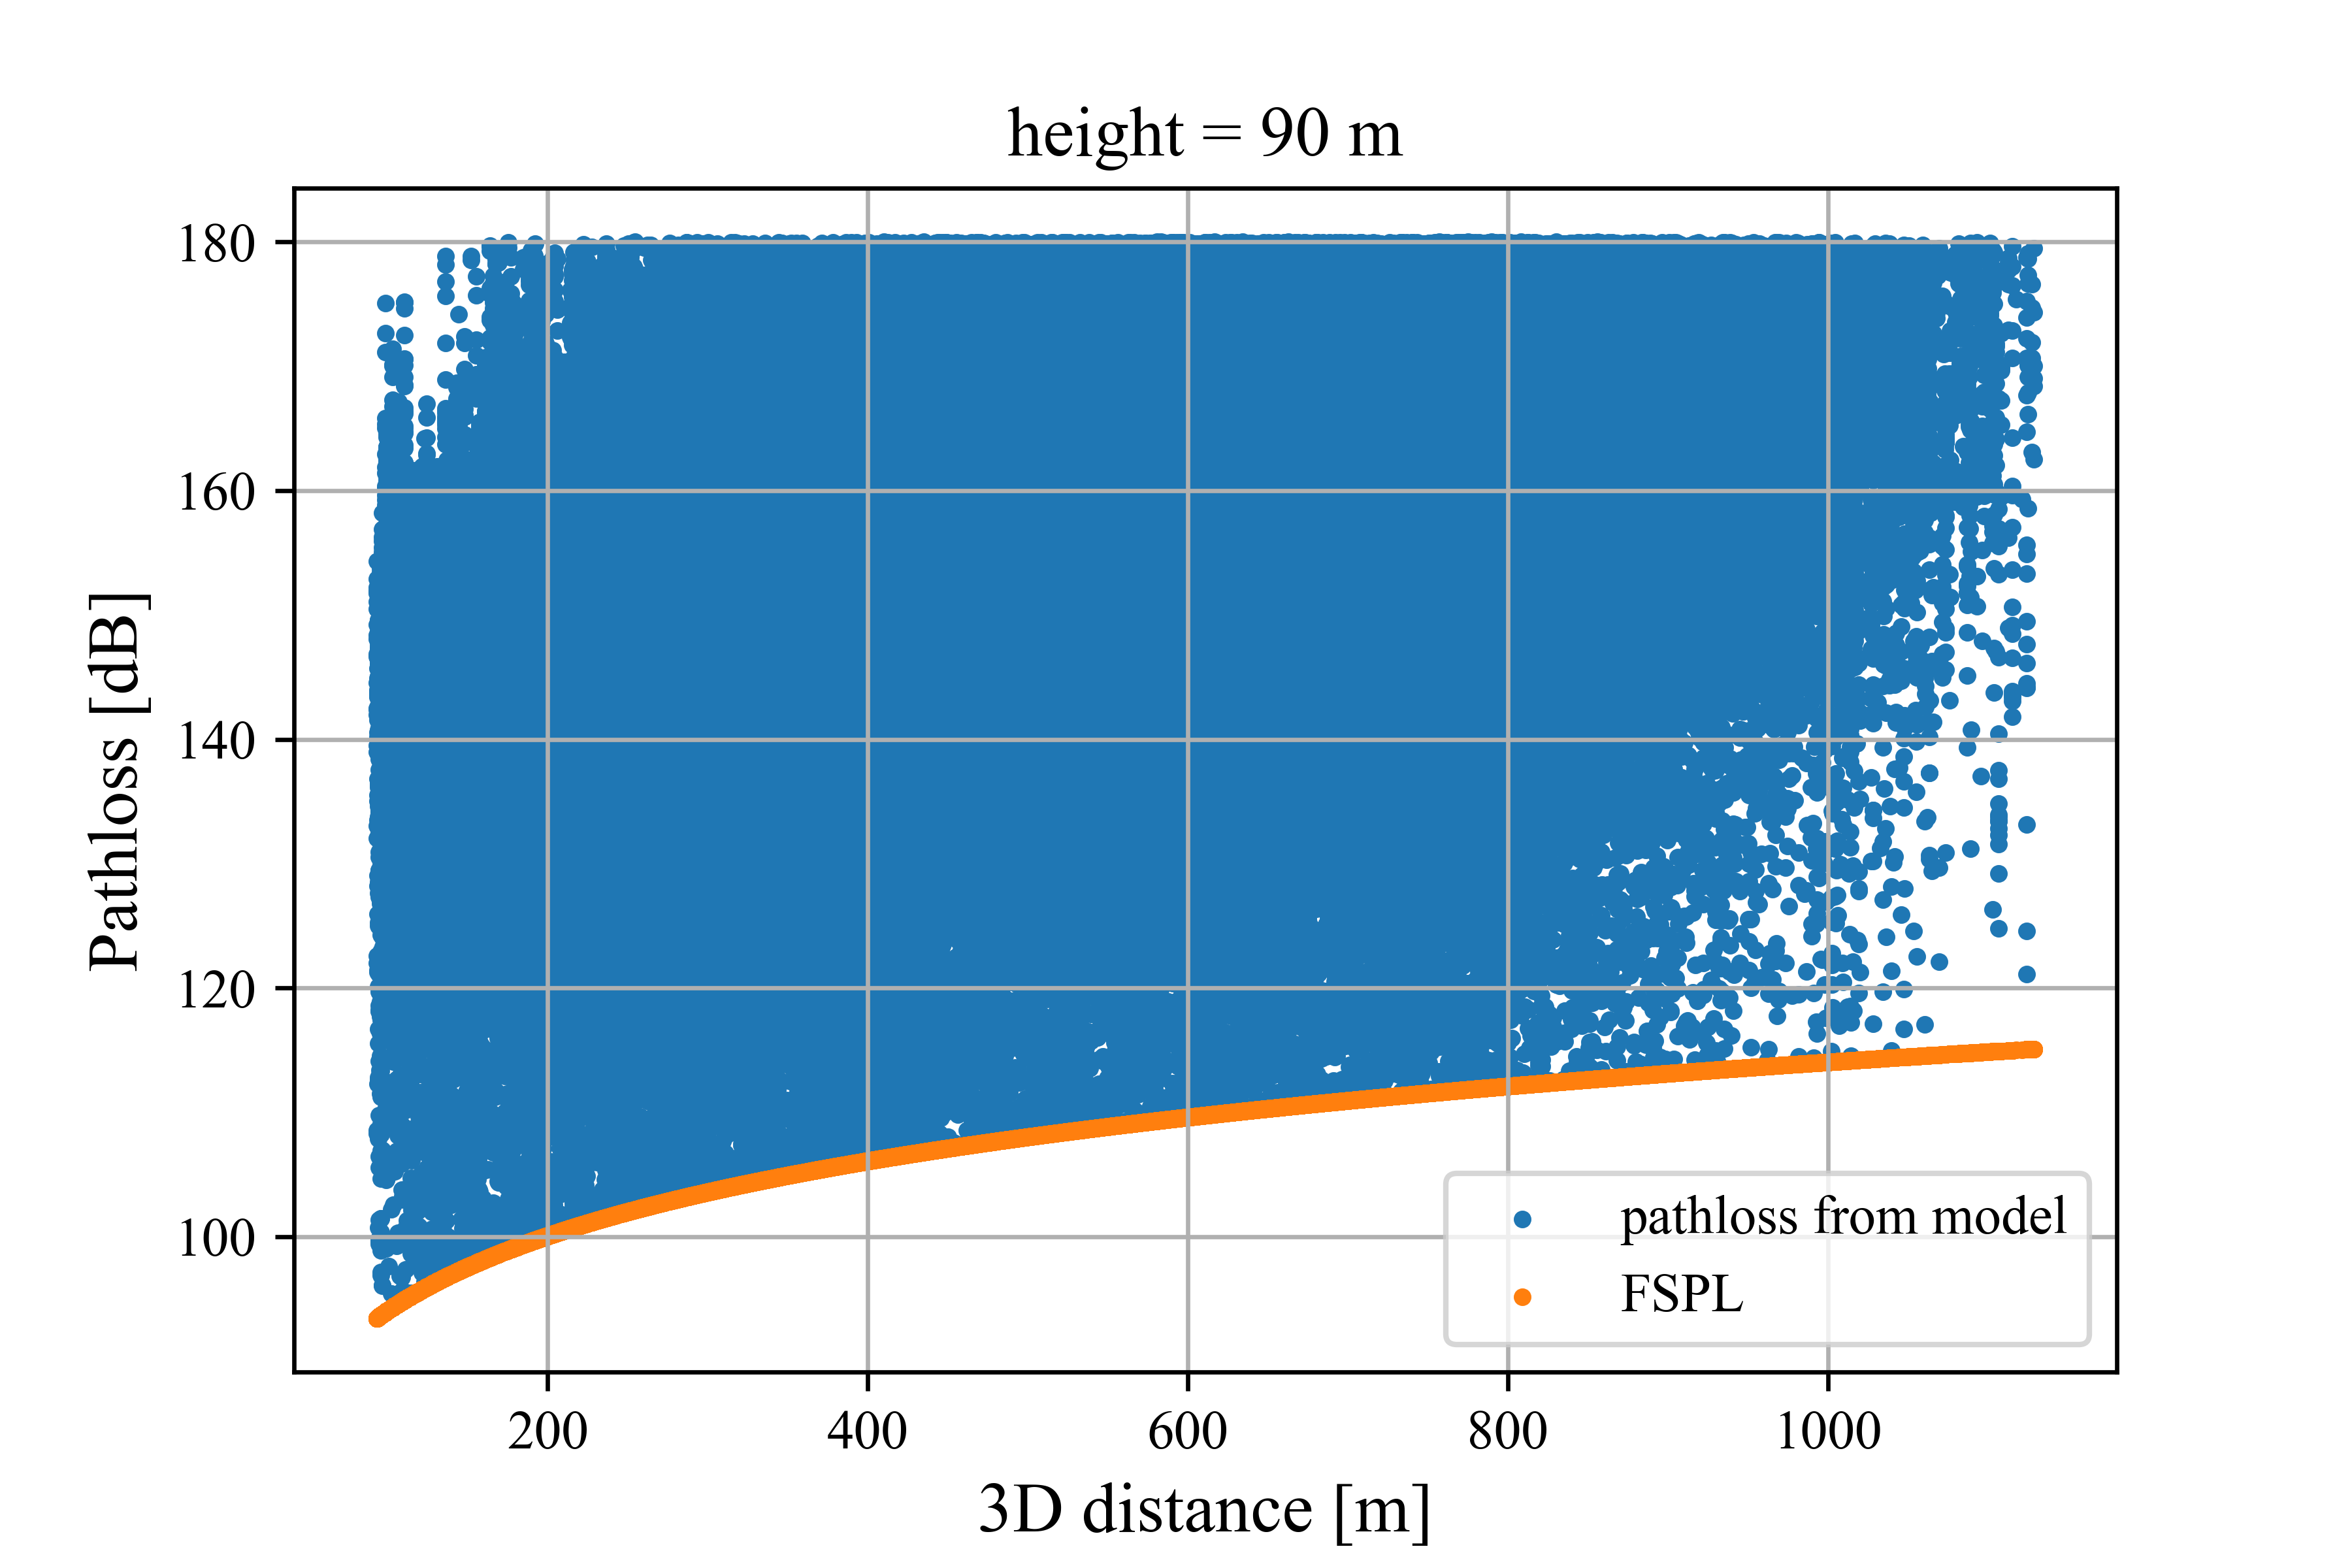 height = 90 m
Pathloss [dB]
180
160
140
120
100
200 400 600 800 1000
3D distance [m]
pathloss from model
FSPL